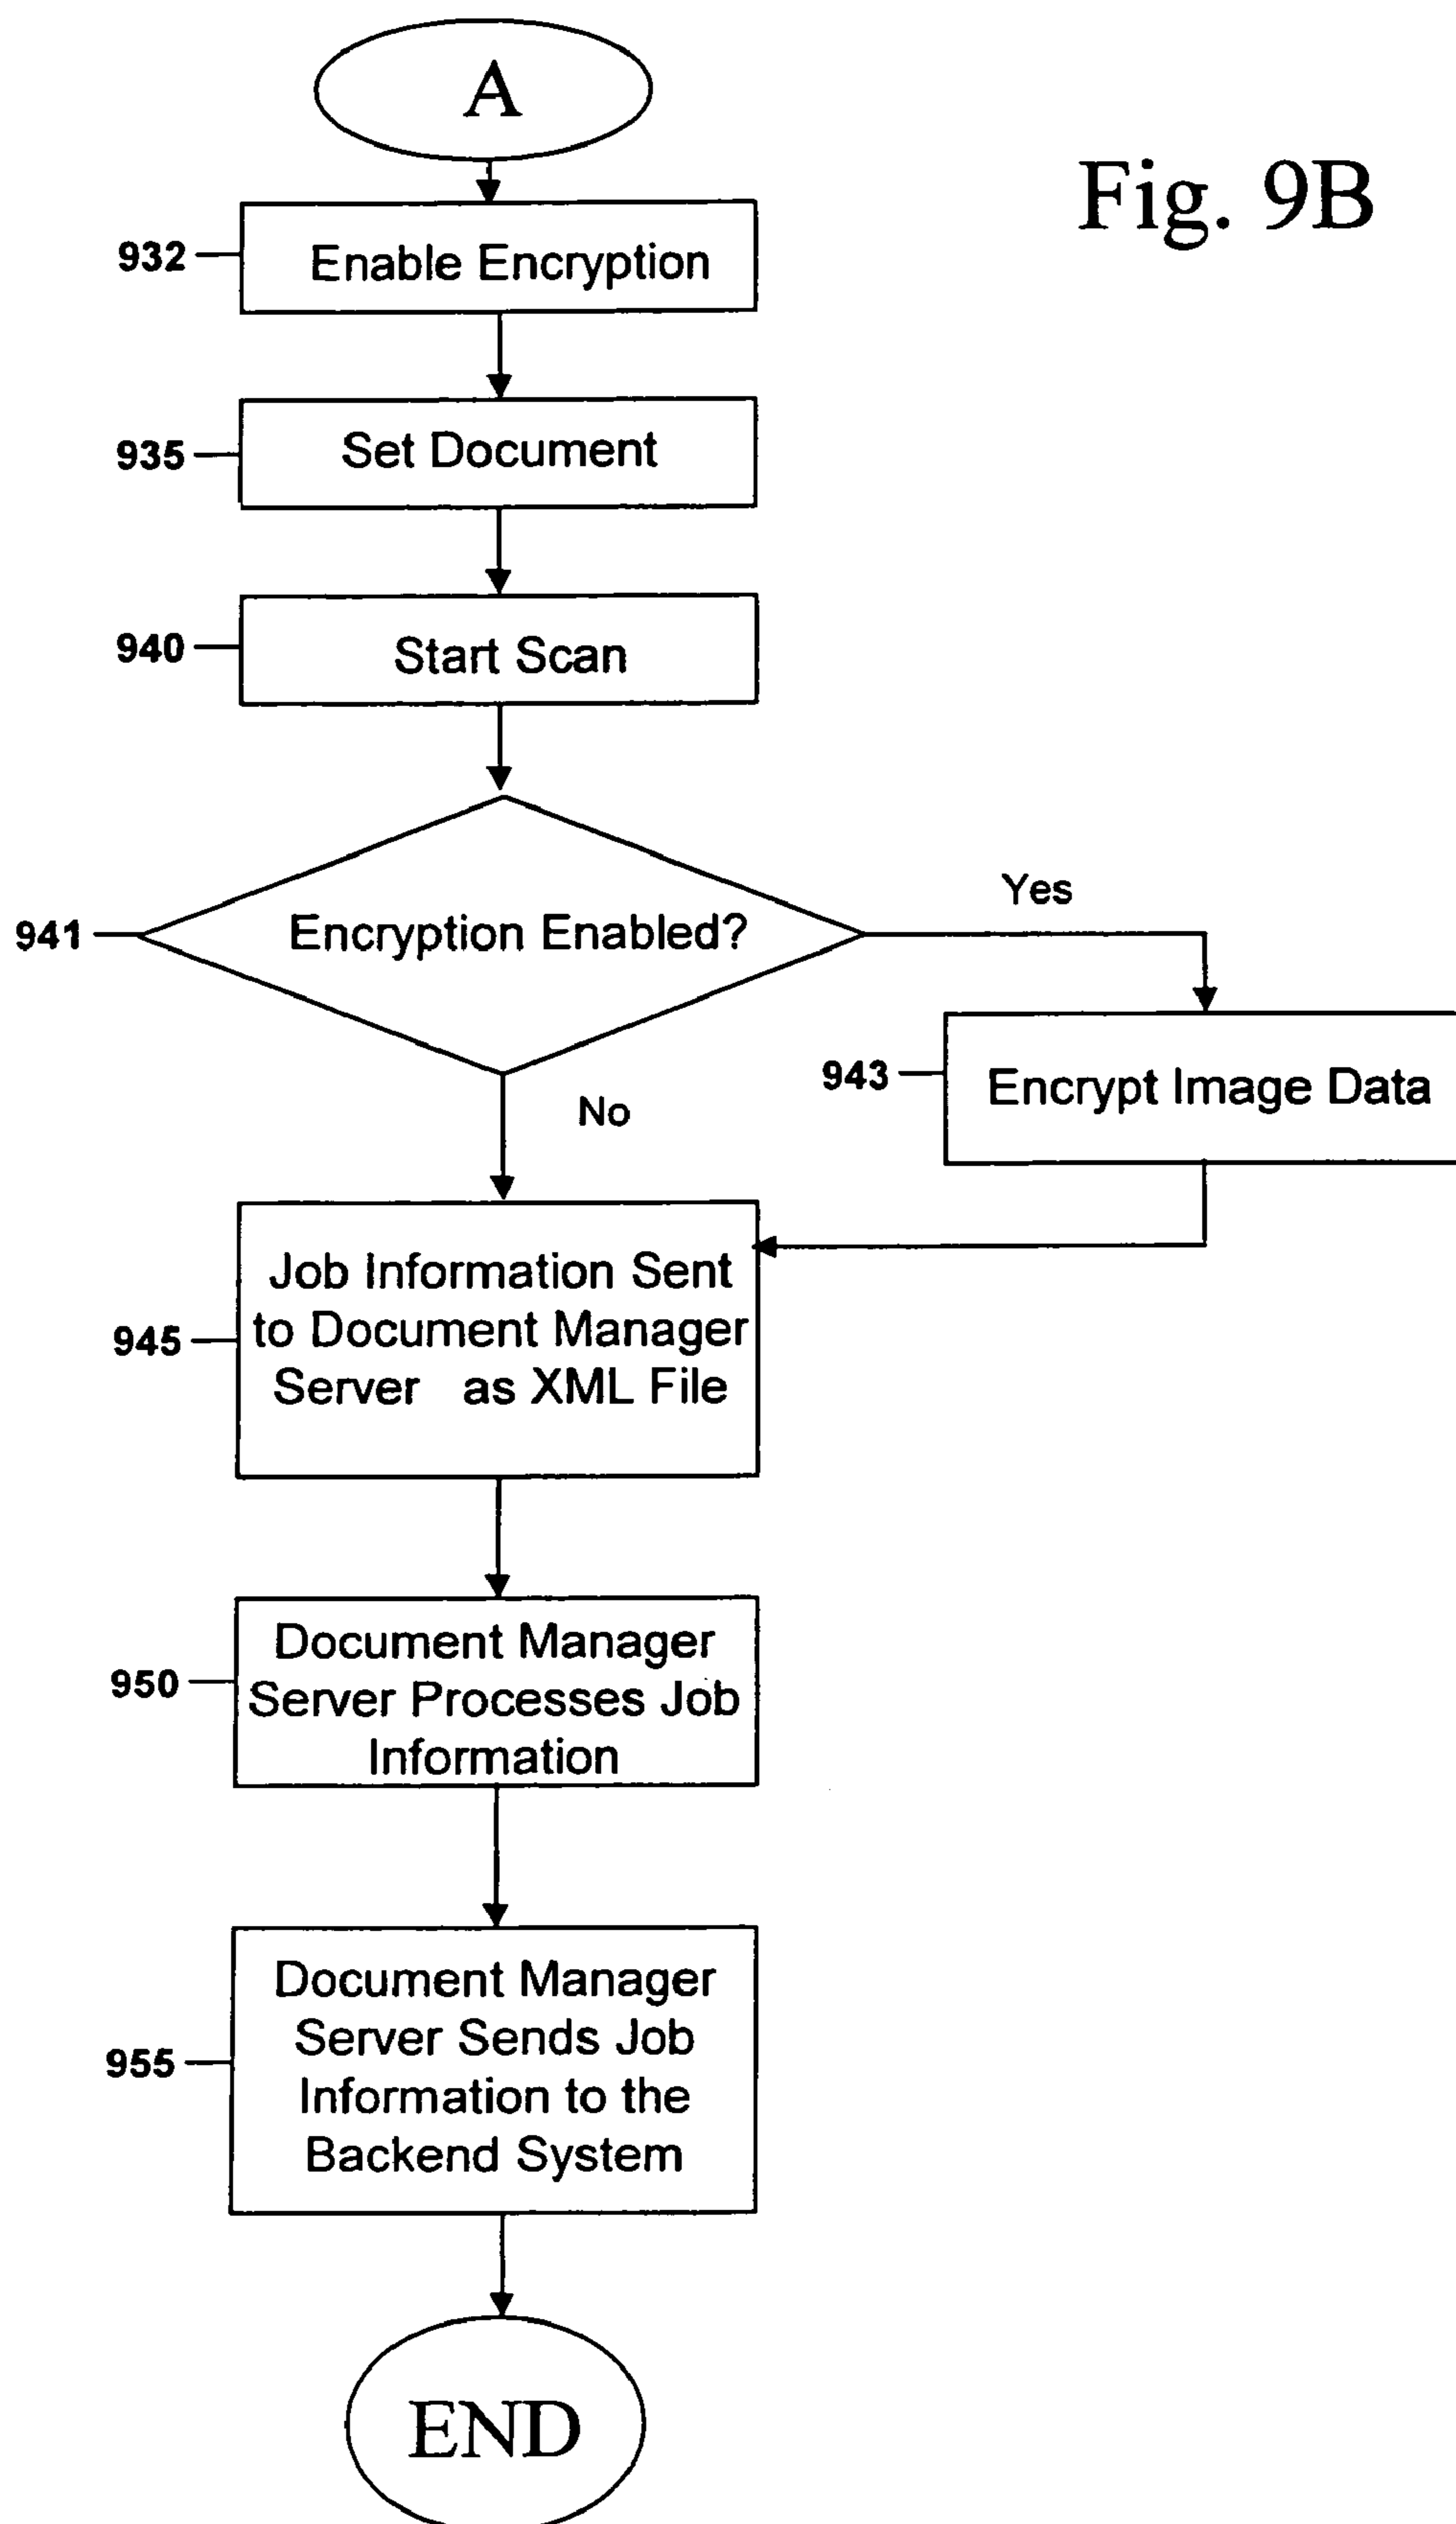 A
Fig. 9B
932
Enable Encryption
935
Set Document
940
Start Scan
941
Encryption Enabled?
Yes
943
Encrypt Image Data
No
945
Job Information Sent
to Document Manager
Server as XML File
950
Document Manager
Server Processes Job
Information
955
Document Manager
Server Sends Job
Information to the
Backend System
END